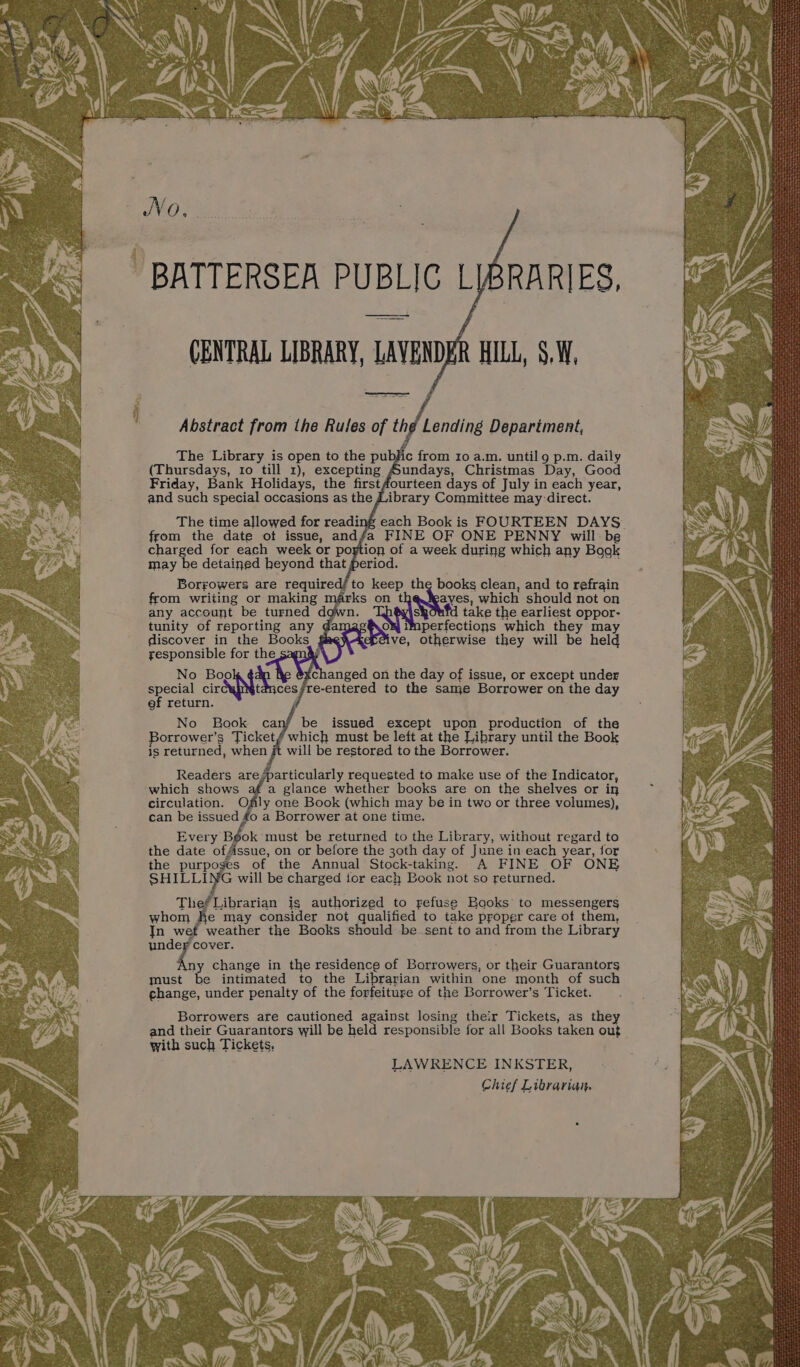 No.
BATTERSEA PUBLIC LIBRARIES,
CENTRAL LIBRARY, LAVENDER HILL, S.W.
Abstract from the Rules of the Lending Department,
The Library is open to the public from 10 a.m. until 9 p.m. daily
(Thursdays, 10 till 1), excepting Sundays, Christmas Day, Good
Friday, Bank Holidays, the first fourteen days of July in each year,
and such special occasions as the Library Committee may direct.
The time allowed for reading each Book is FOURTEEN DAYS
from the date of issue, and a FINE OF ONE PENNY will be
charged for each week or portion of a week during which any Book
may be detained beyond that period.
Borrowers are required to keep the books clean, and to refrain
from writing or making marks on the leaves, which should not on
any account be turned down. They should take the earliest oppor-
tunity of reporting any damage or imperfections which they may
discover in the Books they receive, otherwise they will be held
responsible for the same.
WITHDRAWN
No Book can be exchanged on the day of issue, or except under
special circumstances re-entered to the same Borrower on the day
of return.
No Book can be issued except upon production of the
Borrower's Ticket, which must be left at the Library until the Book
is returned, when it will be restored to the Borrower.
Readers are particularly requested to make use of the Indicator,
which shows at a glance whether books are on the shelves or in
circulation. Only one Book (which may be in two or three volumes),
can be issued to a Borrower at one time.
Every Book must be returned to the Library, without regard to
the date of issue, on or before the 30th day of June in each year, for
the purposes of the Annual Stock-taking. A FINE OF ONE
SHILLING will be charged for each Book not so returned.
The Librarian is authorized to refuse Books to messengers
whom he may consider not qualified to take proper care of them.
In wet weather the Books should be sent to and from the Library
under cover.
Any change in the residence of Borrowers, or their Guarantors
must be intimated to the Librarian within one month of such
change, under penalty of the forfeiture of the Borrower's Ticket.
Borrowers are cautioned against losing their Tickets, as they
and their Guarantors will be held responsible for all Books taken out
with such Tickets.
LAWRENCE INKSTER,
Chief Librarian.